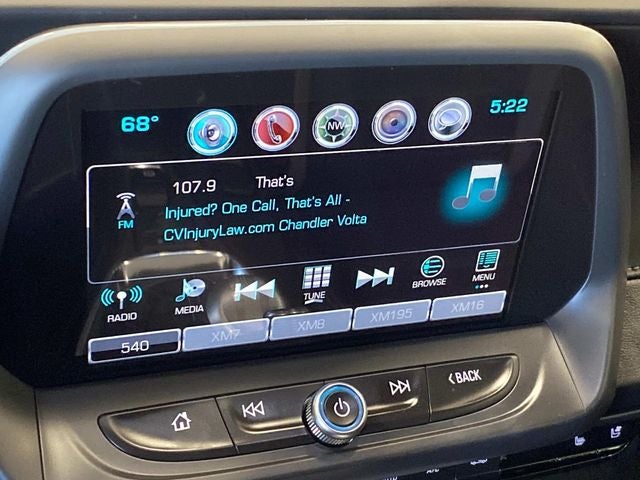 68°
NW
5:22
107.9 That's
FM
Injured? One Call, That's All -
CVInjuryLaw.com Chandler Volta
RADIO
MEDIA
TUNE
BROWSE
MENU
540
XM7
XM8
XM195
XM16
BACK